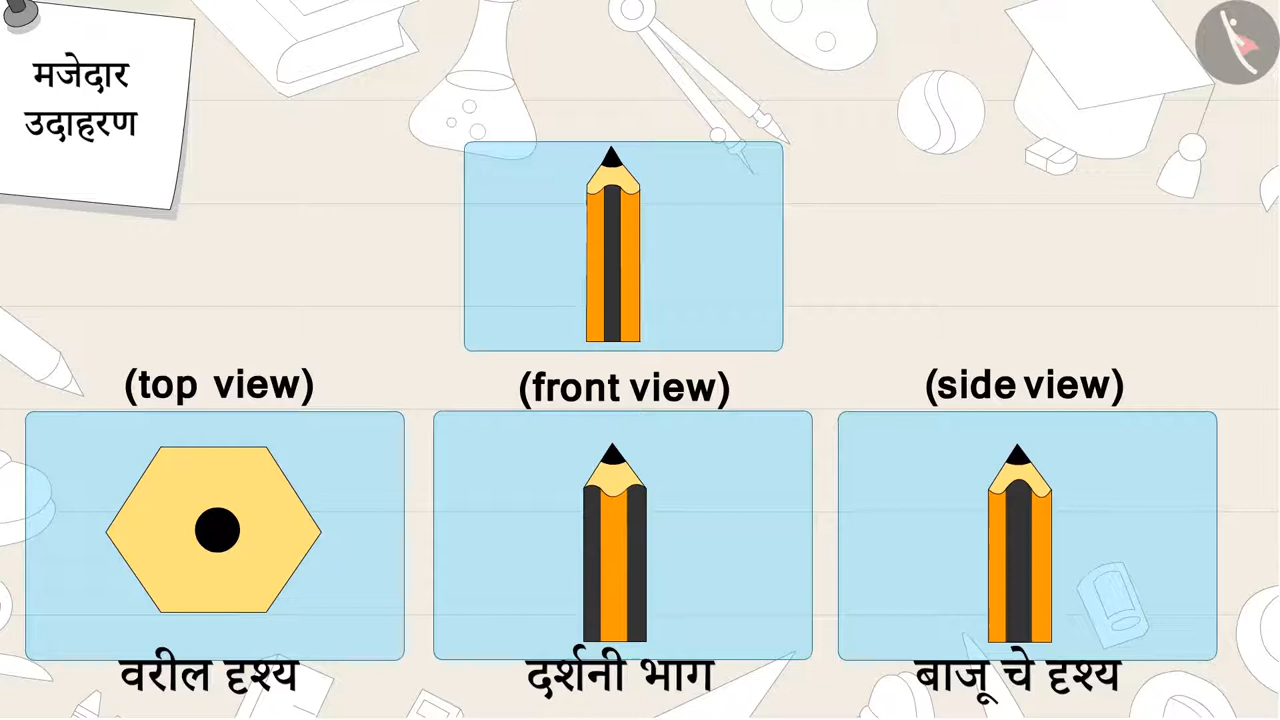 मजेदार
उदाहरण
(top view)
(front view)
(side view)
वरील दृश्य
दर्शनी भाग
बाजू चे दृश्य